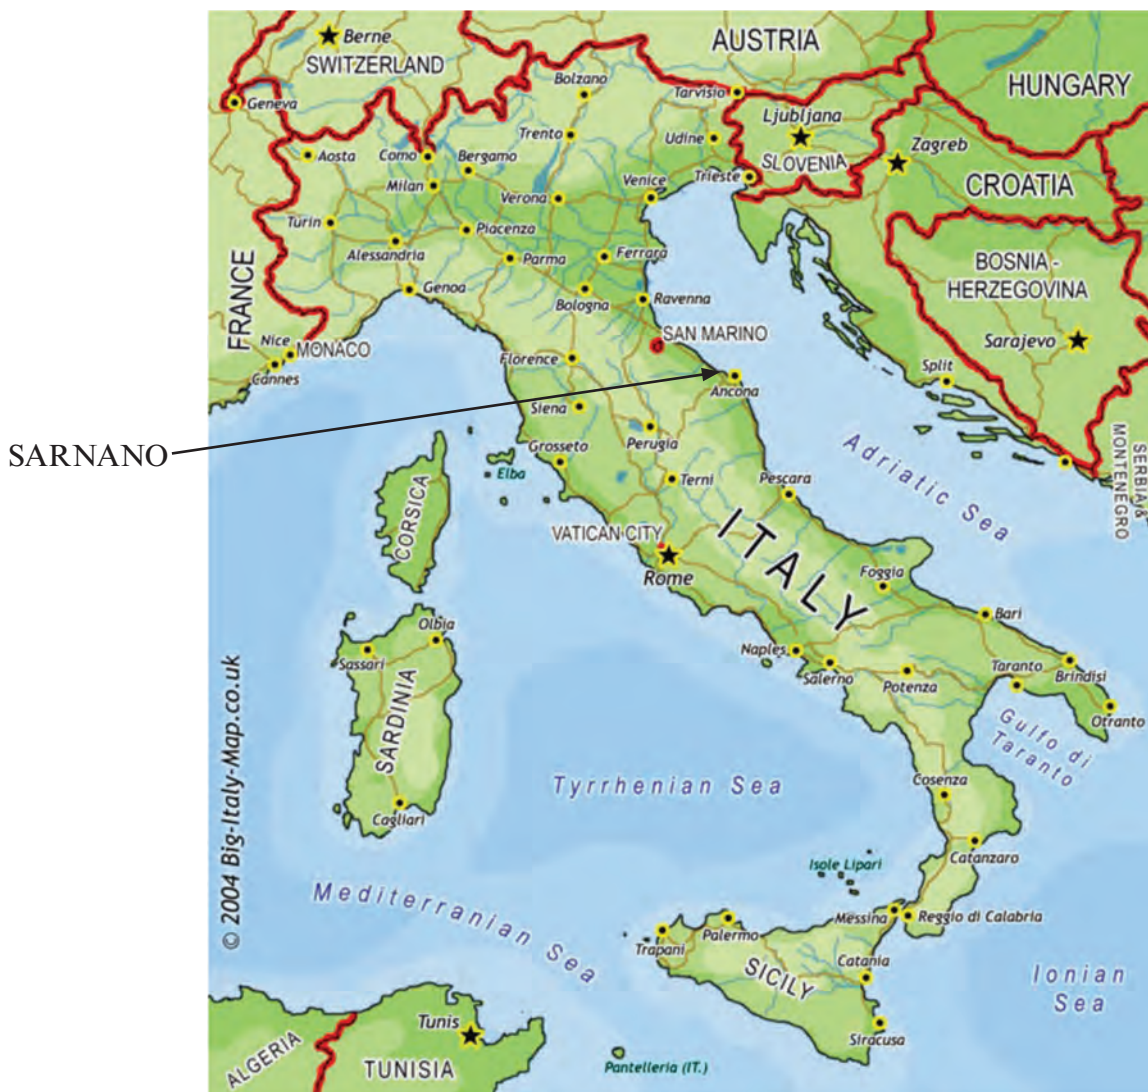 Berne
SWITZERLAND
AUSTRIA
HUNGARY
Geneva
Bolzano
Tarvisio
Ljubljana
Trento
Udine
Zagreb
Aosta
Como
Bergamo
SLOVENIA
Trieste
CROATIA
Milan
Verona
Venice
Turin
Piacenza
Alessandria
Parma
Ferrara
BOSNIA -
HERZEGOVINA
FRANCE
Genoa
Bologna
Ravenna
SAN MARINO
Sarajevo
Nice
MONACO
Cannes
Florence
Split
Ancona
Siena
SARNANO
Perugia
Grosseto
Elba
Terni
Adriatic Sea
SERBIA &
MONTENEGRO
Pescara
CORSICA
ITALY
VATICAN CITY
Rome
Foggia
Bari
Olbia
Sassari
Naples
Salerno
Potenza
Taranto
Brindisi
Otranto
Gulfo di
Taranto
SARDINIA
Tyrrhenian Sea
Cosenza
Cagliari
Catanzaro
Isole Lipari
© 2004 Big-Italy-Map.co.uk
Mediterranian Sea
Messina
Reggio di Calabria
Trapani
Palermo
SICILY
Catania
Ionian
Sea
Siracusa
Tunis
ALGERIA
TUNISIA
Pantelleria (IT.)